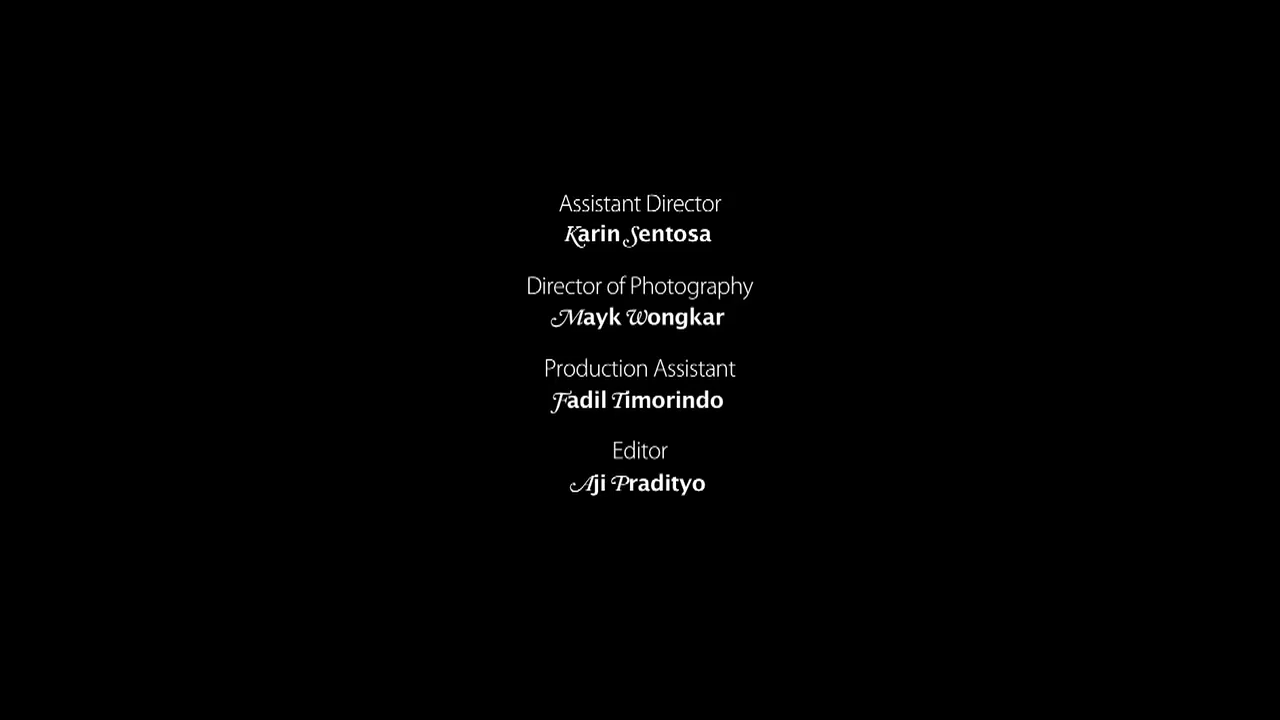 Assistant Director
Karin Sentosa
Director of Photography
Mayk Wongkar
Production Assistant
Fadil Timorindo
Editor
Aji Pradityo